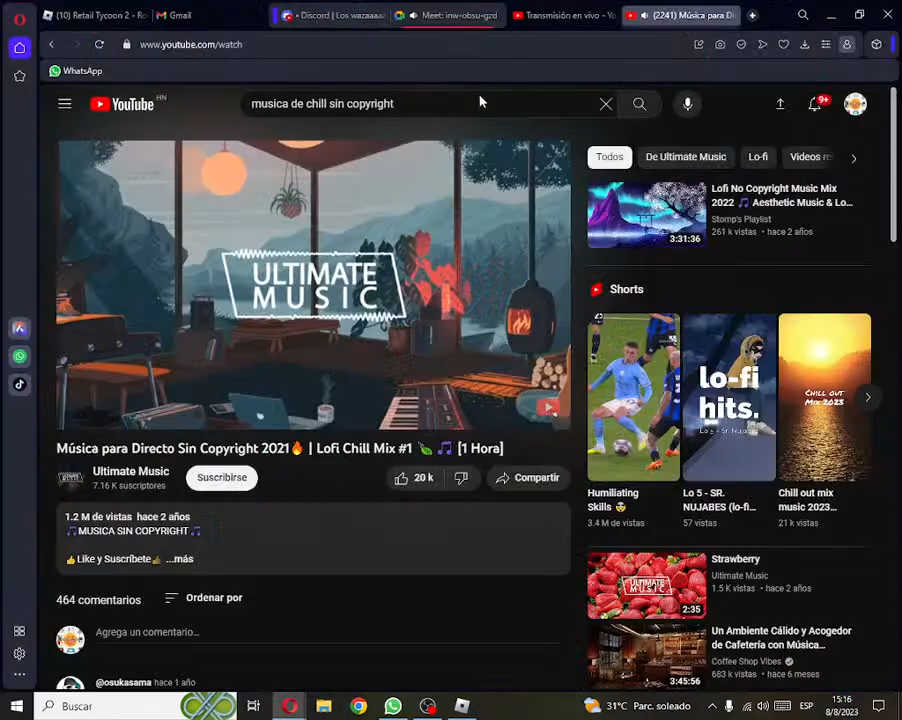 (10) Retail Tycoon 2 - Ro
Gmail
Discord | Los wazaaaa
Meet: inw-obsu-gzd
Transmisión en vivo - Yo
(2241) Música para Di
www.youtube.com/watch
WhatsApp
YouTube HN
musica de chill sin copyright
9+
ULTIMATE
MUSIC
Música para Directo Sin Copyright 2021🔥 | Lofi Chill Mix #1 🍃 🎵 [1 Hora]
Ultimate Music
7.16 K suscriptores
Suscribirse
20 k
Compartir
1.2 M de vistas hace 2 años
🎵MUSICA SIN COPYRIGHT🎵
👍Like y Suscríbete👍 ...más
464 comentarios
Ordenar por
Agrega un comentario...
@osukasama hace 1 año
Todos
De Ultimate Music
Lo-fi
Videos re
Lofi No Copyright Music Mix
2022 🎵 Aesthetic Music & Lo...
Stomp's Playlist
261 k vistas • hace 2 años
3:31:36
Shorts
lo-fi
hits.
Lo 5 - Sr. Nujabes
CHILL OUT
MIX 2023
Humiliating
Skills
3.4 M de vistas
Lo 5 - SR.
NUJABES (lo-fi...
57 vistas
Chill out mix
music 2023...
21 k vistas
ULTIMATE
MUSIC
2:35
Strawberry
Ultimate Music
1.5 K vistas • hace 2 años
3:45:56
Un Ambiente Cálido y Acogedor
de Cafetería con Música...
Coffee Shop Vibes
683 k vistas • hace 6 meses
Buscar
31°C Parc. soleado
ESP
15:16
8/8/2023